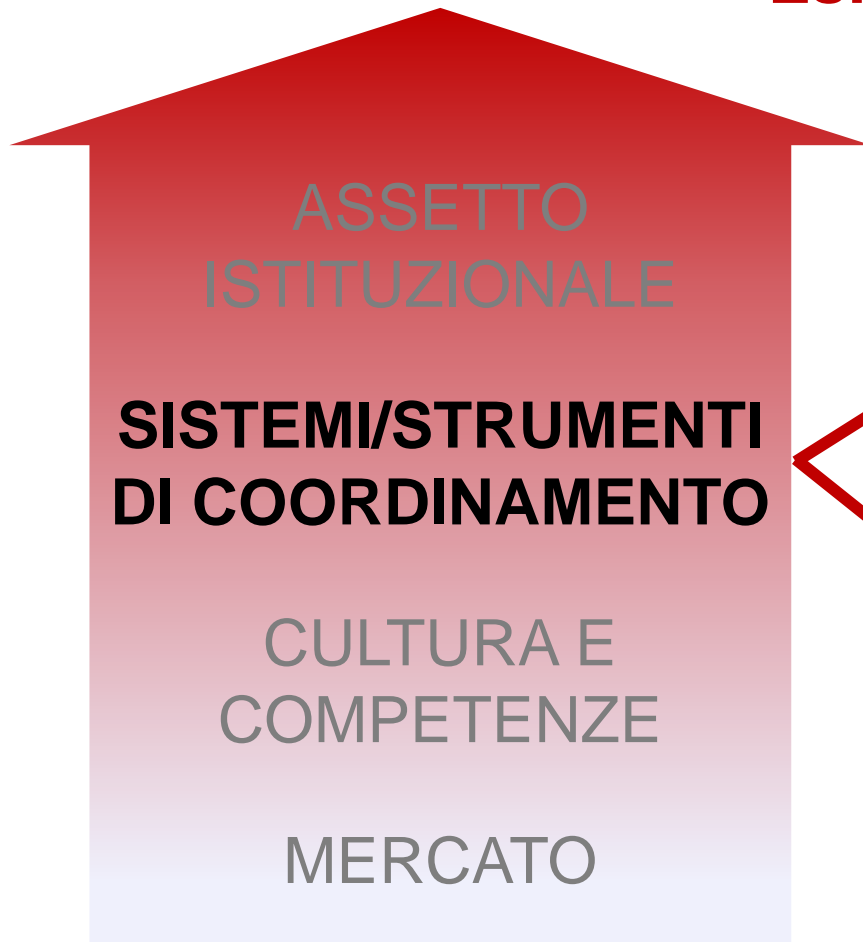 ASSETTO
ISTITUZIONALE
SISTEMI/STRUMENTI
DI COORDINAMENTO
CULTURA E
COMPETENZE
MERCATO